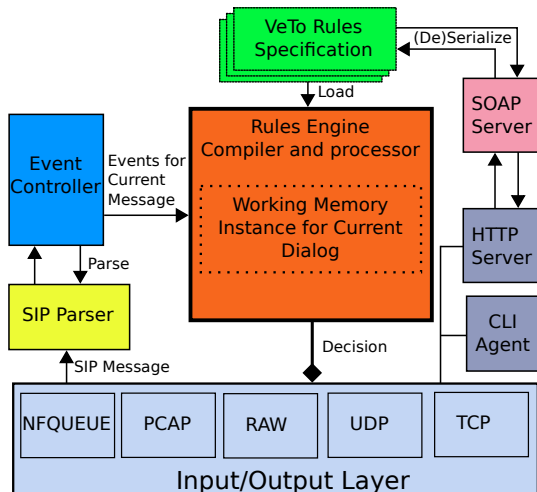 VeTo Rules
Specification
(De)Serialize
Load
SOAP
Server
Rules Engine
Compiler and processor
Event
Controller
Events for
Current
Message
Working Memory
Instance for Current
Dialog
HTTP
Server
Parse
SIP Parser
CLI
Agent
Decision
SIP Message
NFQUEUE
PCAP
RAW
UDP
TCP
Input/Output Layer